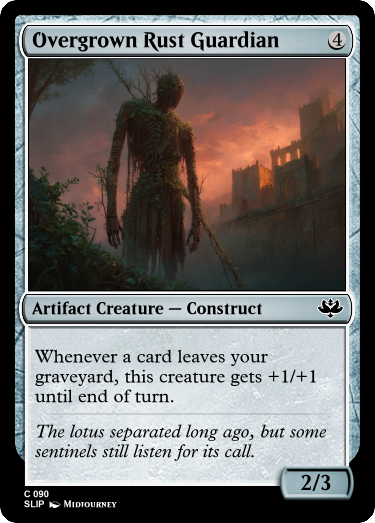 Overgrown Rust Guardian 4
Artifact Creature — Construct
Whenever a card leaves your
graveyard, this creature gets +1/+1
until end of turn.
The lotus separated long ago, but some
sentinels still listen for its call.
2/3
C 090
SLIP Midjourney